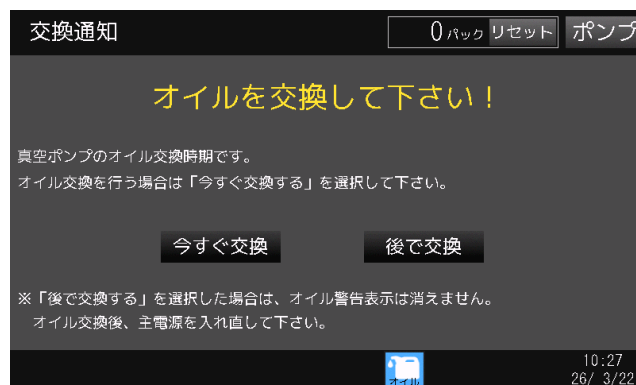 交換通知
0 パック リセット ポンプ
オイルを交換して下さい！
真空ポンプのオイル交換時期です。
オイル交換を行う場合は「今すぐ交換する」を選択して下さい。
今すぐ交換 後で交換
※「後で交換する」を選択した場合は、オイル警告表示は消えません。
オイル交換後、主電源を入れ直して下さい。
オイル
10:27
26/ 3/22